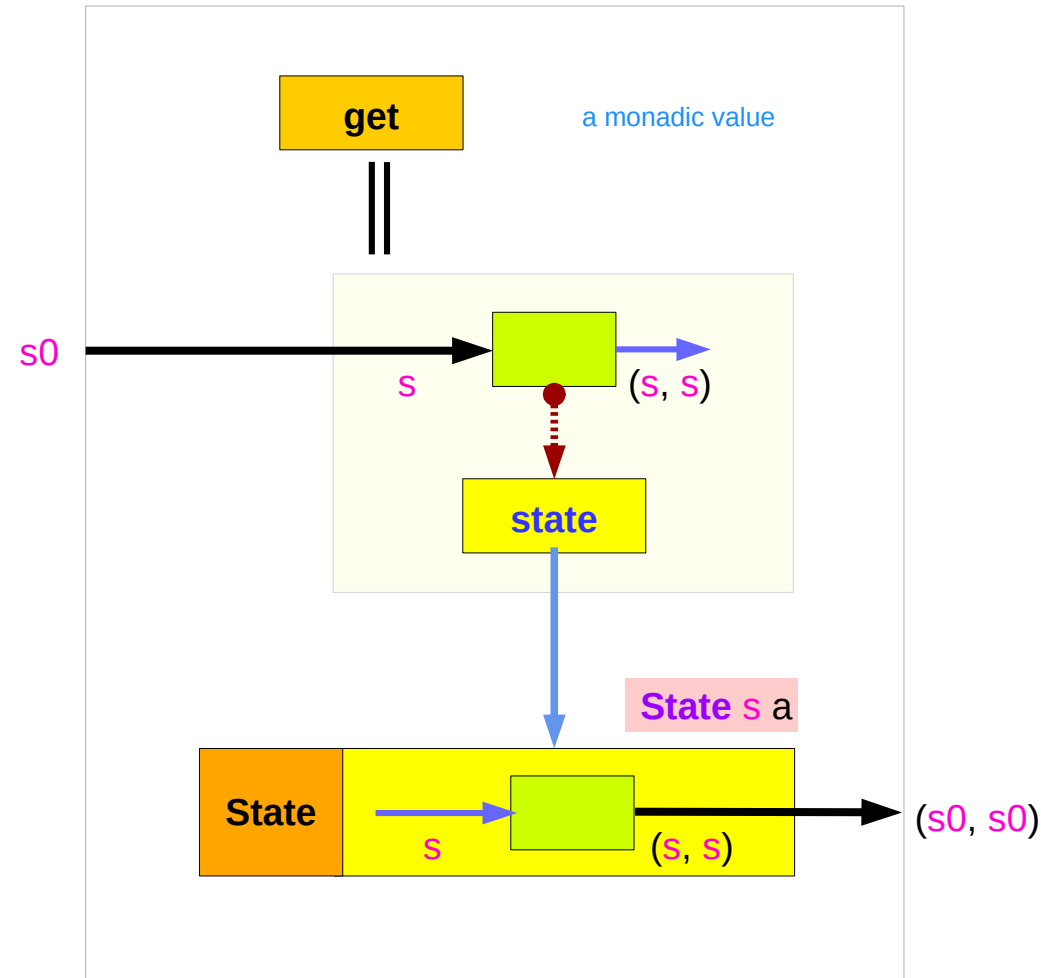 get
a monadic value
s0
s
(s, s)
state
State s a
State
s
(s, s)
(s0, s0)